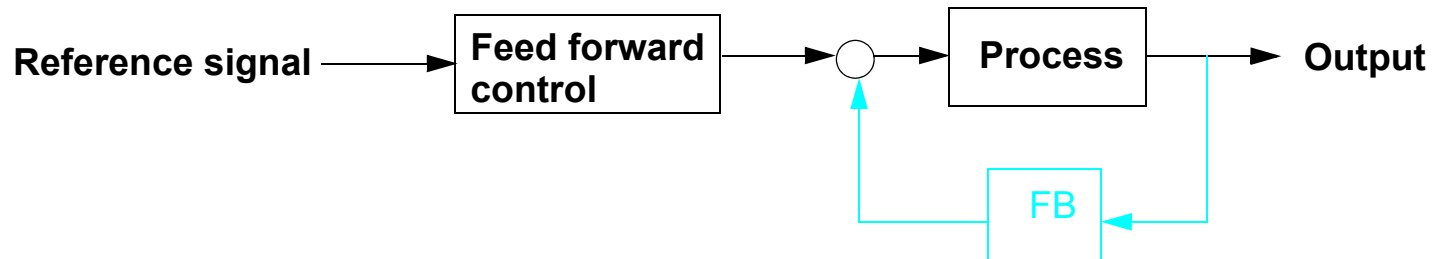 Reference signal
Feed forward
control
Process
Output
FB